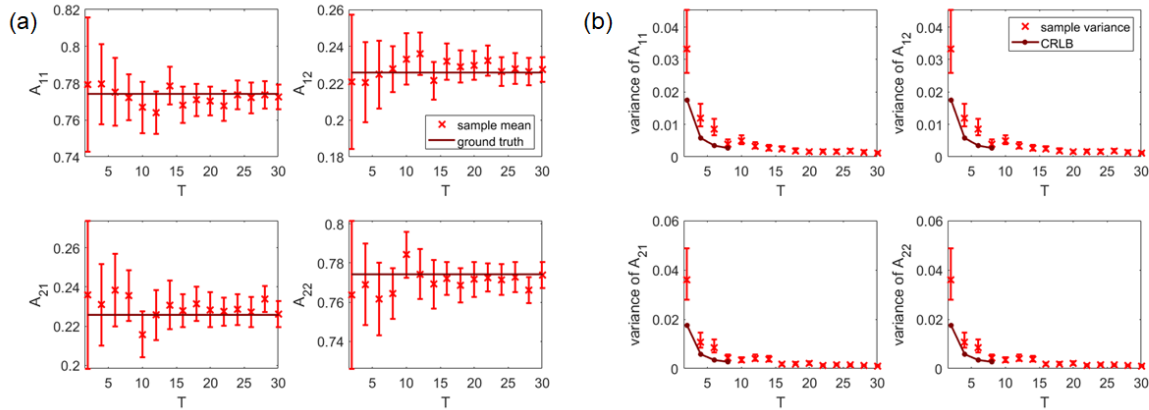 (a)
0.82
0.8
0.78
0.76
0.74
A11
5 10 15 20 25 30
T
0.26
0.24
0.22
0.2
0.18
A12
sample mean
ground truth
5 10 15 20 25 30
T
0.26
0.24
0.22
0.2
A21
5 10 15 20 25 30
T
0.8
0.78
0.76
0.74
A22
5 10 15 20 25 30
T
(b)
0.04
0.03
0.02
0.01
0
variance of A11
5 10 15 20 25 30
T
0.04
0.03
0.02
0.01
0
variance of A12
sample variance
CRLB
5 10 15 20 25 30
T
0.06
0.04
0.02
0
variance of A21
5 10 15 20 25 30
T
0.06
0.04
0.02
0
variance of A22
5 10 15 20 25 30
T